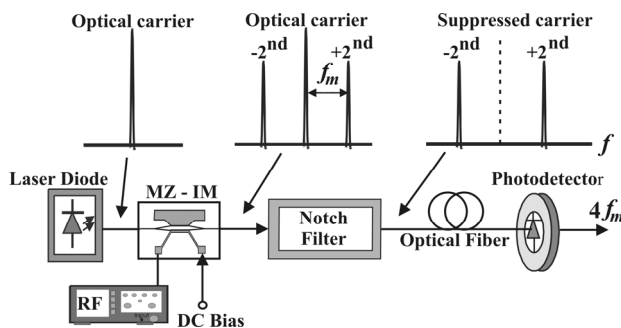 Optical carrier
Optical carrier
Suppressed carrier
-2nd
+2nd
fm
-2nd
+2nd
f
Laser Diode
MZ - IM
Notch
Filter
Optical Fiber
Photodetector
4fm
RF
DC Bias